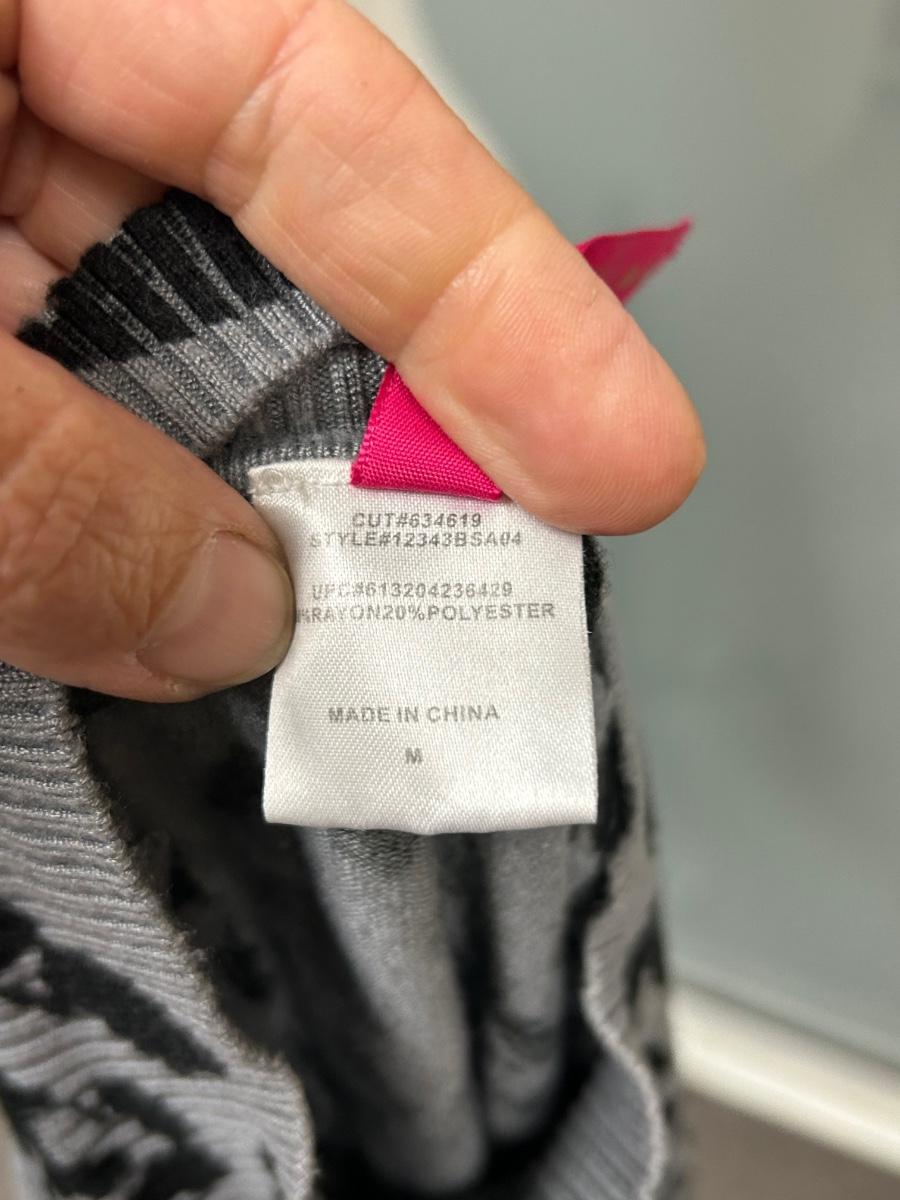 CUT#634619
STYLE#12343BSA04
UPC#613204236429
%RAYON20%POLYESTER
MADE IN CHINA
M